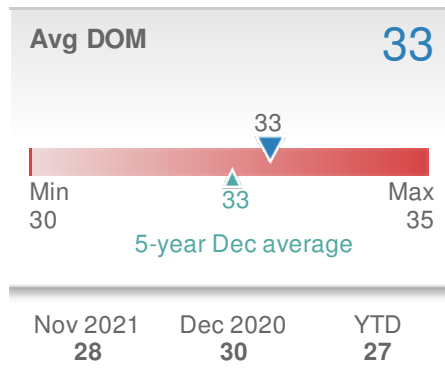 Avg DOM 33
33
Min Max
30 33 35
5-year Dec average
Nov 2021 Dec 2020 YTD
28 30 27